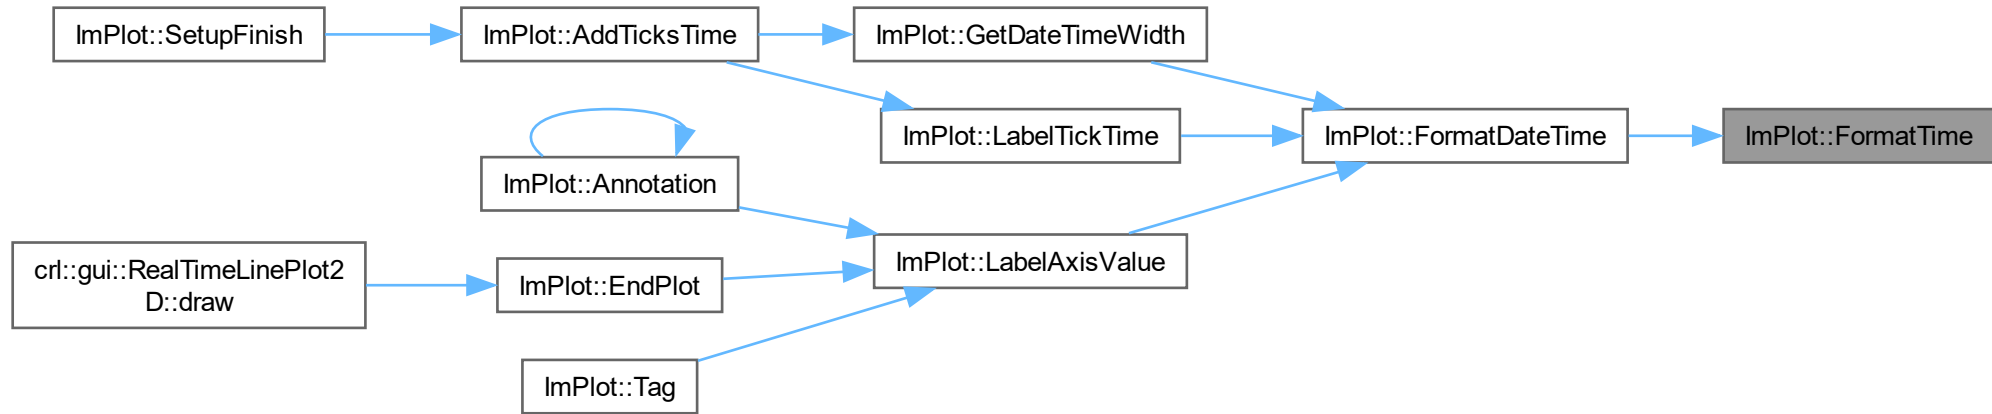 ImPlot::SetupFinish
ImPlot::AddTicksTime
ImPlot::GetDateTimeWidth
ImPlot::LabelTickTime
ImPlot::FormatDateTime
ImPlot::FormatTime
ImPlot::Annotation
ImPlot::LabelAxisValue
crl::gui::RealTimeLinePlot2
D::draw
ImPlot::EndPlot
ImPlot::Tag